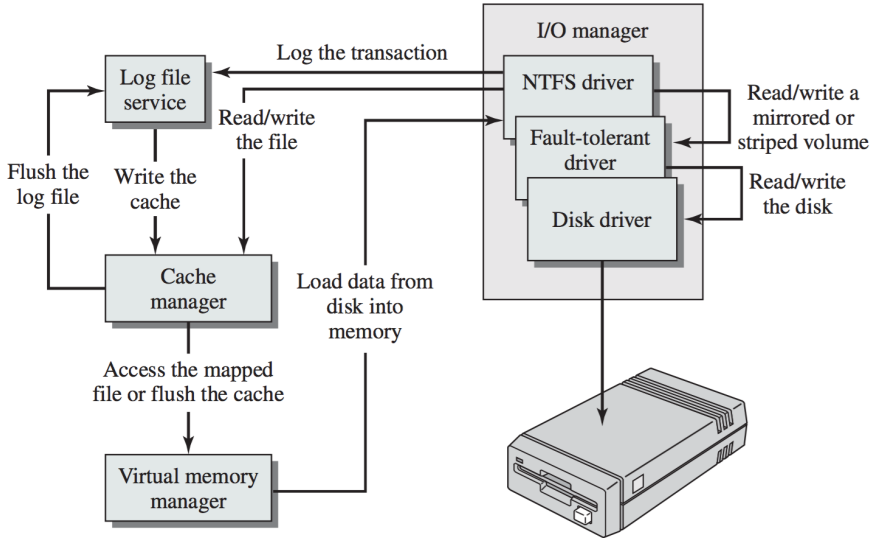 I/O manager
Log the transaction
Log file
service
NTFS driver
Read/write
the file
Read/write a
mirrored or
striped volume
Fault-tolerant
driver
Flush the
log file
Write the
cache
Read/write
the disk
Disk driver
Cache
manager
Load data from
disk into
memory
Access the mapped
file or flush the cache
Virtual memory
manager